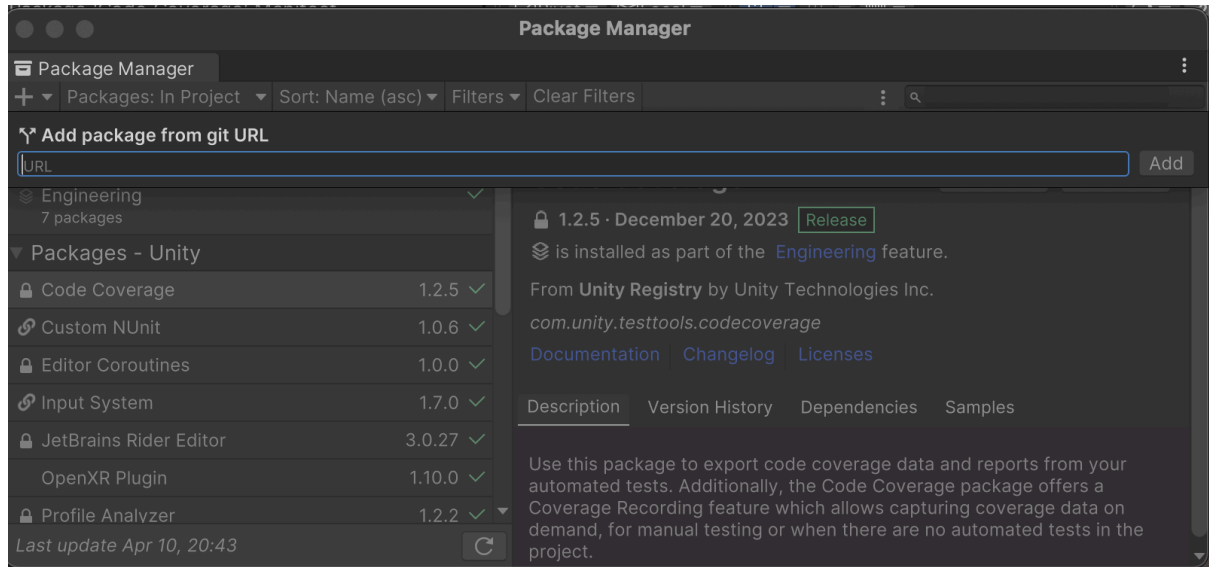 Package Manager
Package Manager
Packages: In Project
Sort: Name (asc)
Filters
Clear Filters
Add package from git URL
URL
Add
Engineering
7 packages
1.2.5 · December 20, 2023 Release
is installed as part of the Engineering feature.
Packages - Unity
Code Coverage 1.2.5
From Unity Registry by Unity Technologies Inc.
Custom NUnit 1.0.6
com.unity.testtools.codecoverage
Editor Coroutines 1.0.0
Documentation Changelog Licenses
Input System 1.7.0
Description Version History Dependencies Samples
JetBrains Rider Editor 3.0.27
OpenXR Plugin 1.10.0
Profile Analyzer 1.2.2
Use this package to export code coverage data and reports from your
automated tests. Additionally, the Code Coverage package offers a
Coverage Recording feature which allows capturing coverage data on
demand, for manual testing or when there are no automated tests in the
project.
Last update Apr 10, 20:43